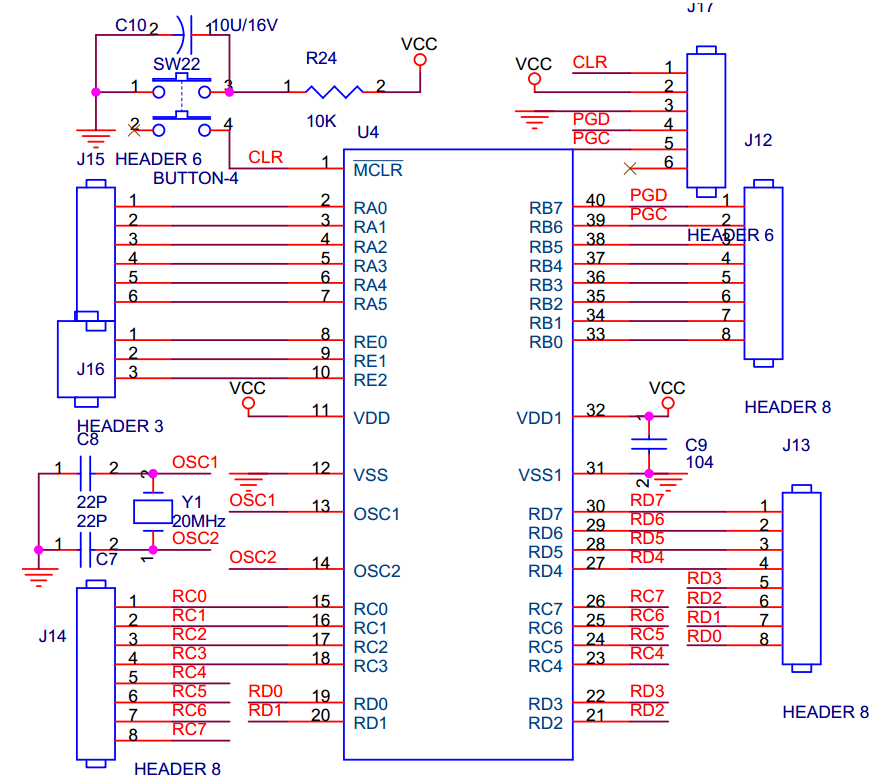 J17
C10 2 1 10U/16V
SW22
1 3
2 4
BUTTON-4
R24
1 2
10K
VCC
VCC
CLR 1
2
3
PGD 4
PGC 5
6
HEADER 6
U4
CLR 1 MCLR
J15 HEADER 6
1 2 RA0
2 3 RA1
3 4 RA2
4 5 RA3
5 6 RA4
6 7 RA5
J16
1 8 RE0
2 9 RE1
3 10 RE2
HEADER 3
VCC
11 VDD
12 VSS
OSC1 13 OSC1
OSC2 14 OSC2
C8
1 2 OSC1
22P
22P
1 2 OSC2
C7
2 Y1
20MHz
1
J14
1 RC0 15 RC0
2 RC1 16 RC1
3 RC2 17 RC2
4 RC3 18 RC3
5 RC4
6 RC5 RD0 19 RD0
7 RC6 RD1 20 RD1
8 RC7
HEADER 8
J12
RB7 40 PGD 1
RB6 39 PGC 2
RB5 38 3
RB4 37 4
RB3 36 5
RB2 35 6
RB1 34 7
RB0 33 8
HEADER 8
VCC
VDD1 32
1 C9
104
2
VSS1 31
J13
RD7 30 RD7 1
RD6 29 RD6 2
RD5 28 RD5 3
RD4 27 RD4 4
RD3 5
RD2 6
RD1 7
RD0 8
HEADER 8
RC7 26 RC7
RC6 25 RC6
RC5 24 RC5
RC4 23 RC4
RD3 22 RD3
RD2 21 RD2